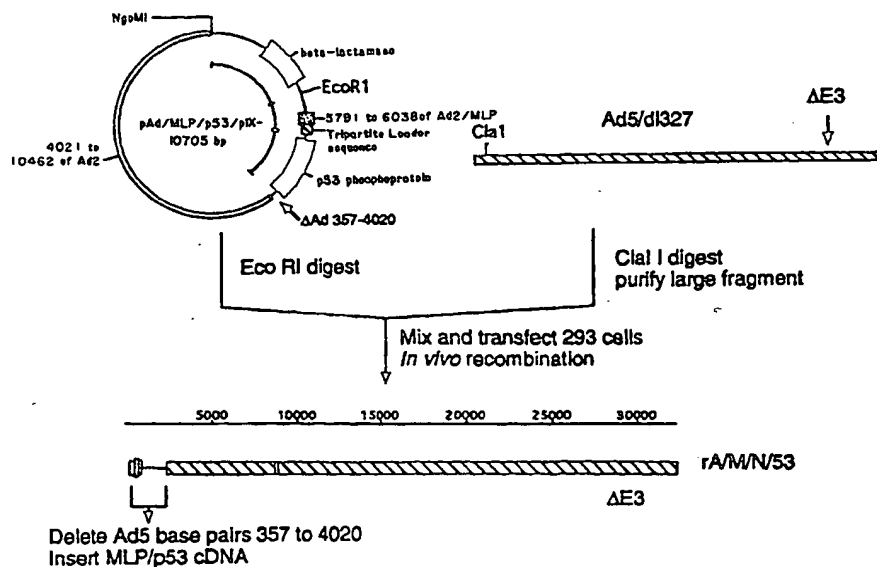 NgoMI
beta-lactamase
EcoR1
pAd/MLP/p53/pIX-
10705 bp
5791 to 6038 of Ad2/MLP
Tripartite Leader
sequence
4021 to
10462 of Ad2
p53 phosphoprotein
ΔAd 357-4020
Cla1
Ad5/dl327
ΔE3
Eco RI digest
Clal I digest
purify large fragment
Mix and transfect 293 cells
In vivo recombination
5000 10000 15000 20000 25000 30000
rA/M/N/53
ΔE3
Delete Ad5 base pairs 357 to 4020
Insert MLP/p53 cDNA